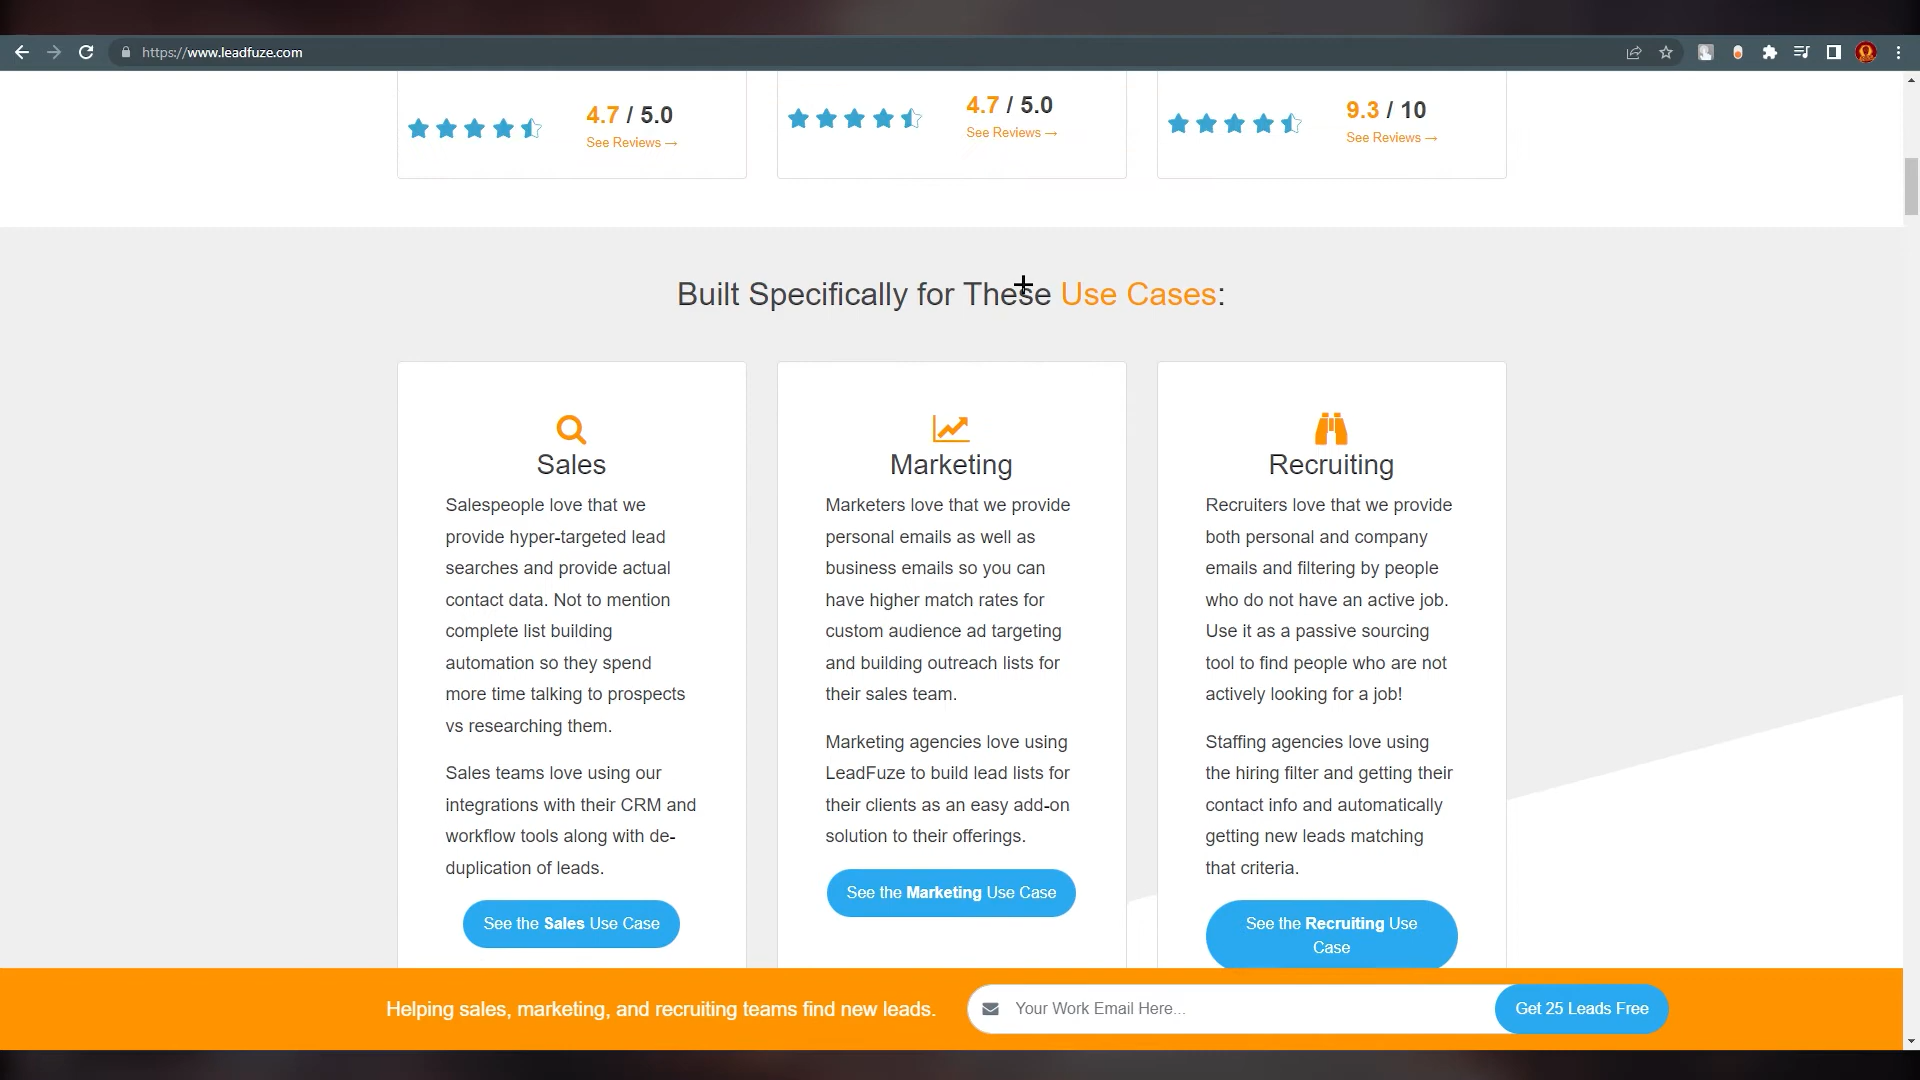 https://www.leadfuze.com
4.7 / 5.0
See Reviews →
4.7 / 5.0
See Reviews →
9.3 / 10
See Reviews →
Built Specifically for These Use Cases:
Sales
Salespeople love that we
provide hyper-targeted lead
searches and provide actual
contact data. Not to mention
complete list building
automation so they spend
more time talking to prospects
vs researching them.
Sales teams love using our
integrations with their CRM and
workflow tools along with de-
duplication of leads.
See the Sales Use Case
Marketing
Marketers love that we provide
personal emails as well as
business emails so you can
have higher match rates for
custom audience ad targeting
and building outreach lists for
their sales team.
Marketing agencies love using
LeadFuze to build lead lists for
their clients as an easy add-on
solution to their offerings.
See the Marketing Use Case
Recruiting
Recruiters love that we provide
both personal and company
emails and filtering by people
who do not have an active job.
Use it as a passive sourcing
tool to find people who are not
actively looking for a job!
Staffing agencies love using
the hiring filter and getting their
contact info and automatically
getting new leads matching
that criteria.
See the Recruiting Use
Case
Helping sales, marketing, and recruiting teams find new leads.
Your Work Email Here...
Get 25 Leads Free